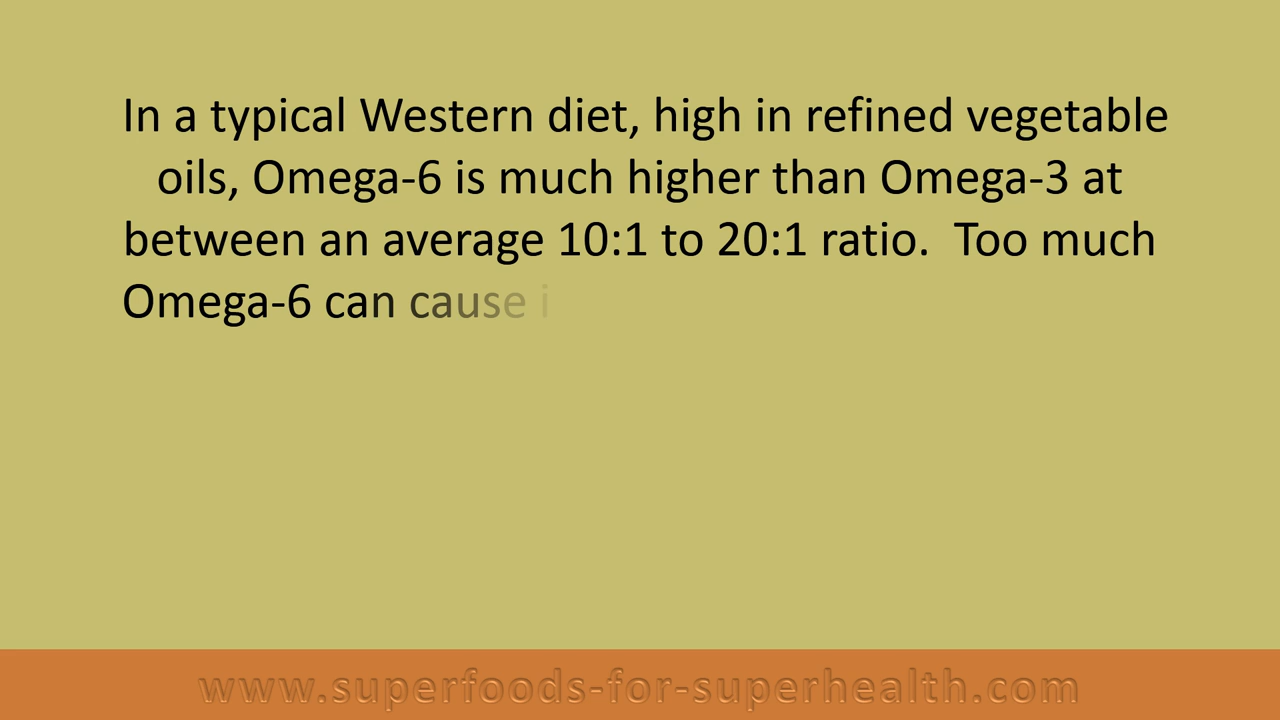 In a typical Western diet, high in refined vegetable
oils, Omega-6 is much higher than Omega-3 at
between an average 10:1 to 20:1 ratio.  Too much
Omega-6 can cause i
www.superfoods-for-superhealth.com